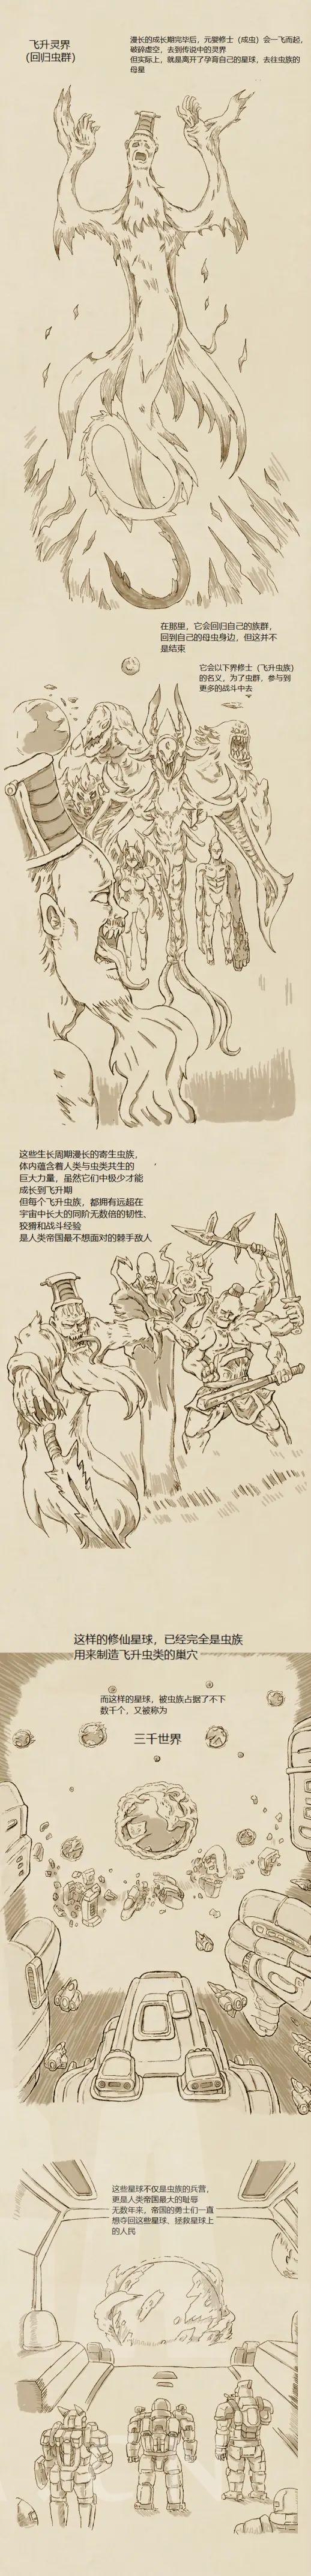 飞升灵界
(回归虫群)
漫长的成长期完毕后，元婴修士（成虫）会一飞而起，
破碎虚空，去到传说中的灵界
但实际上，就是离开了孕育自己的星球，去往虫族的
母星
在那里，它会回归自己的族群，
回到自己的母虫身边，但这并不
是结束
它会以下界修士（飞升虫族）
的名义，为了虫群，参与到
更多的战斗中去
这些生长周期漫长的寄生虫族，
体内蕴含着人类与虫类共生的
巨大力量，虽然它们中极少才能
成长到飞升期
但每个飞升虫族，都拥有远超在
宇宙中长大的同阶无数倍的韧性、
狡猾和战斗经验
是人类帝国最不想面对的棘手敌人
这样的修仙星球，已经完全是虫族
用来制造飞升虫类的巢穴
而这样的星球，被虫族占据了不下
数千个，又被称为
三千世界
这些星球不仅是虫族的兵营，
更是人类帝国最大的耻辱
无数年来，帝国的勇士们一直
想夺回这些星球、拯救星球上
的人民